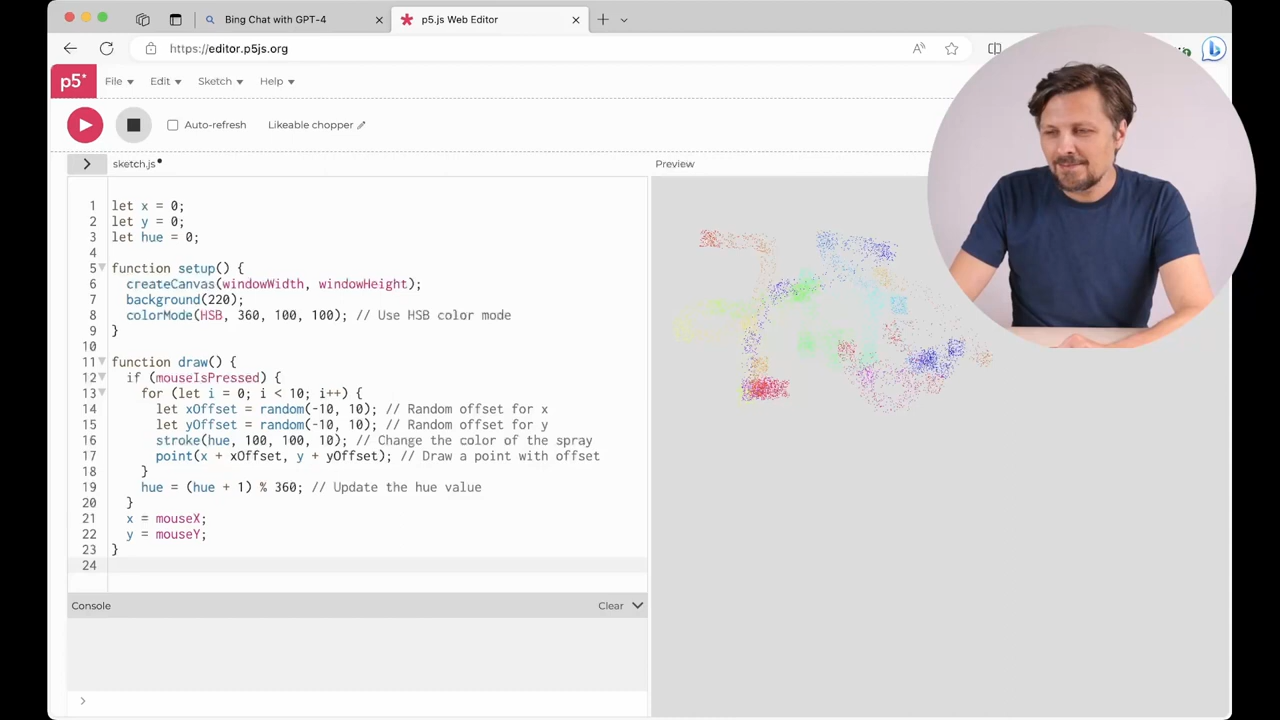 Bing Chat with GPT-4
p5.js Web Editor
https://editor.p5js.org
p5*
File
Edit
Sketch
Help
Auto-refresh
Likeable chopper
sketch.js
Preview
1 let x = 0;
2 let y = 0;
3 let hue = 0;
4
5 function setup() {
6 createCanvas(windowWidth, windowHeight);
7 background(220);
8 colorMode(HSB, 360, 100, 100); // Use HSB color mode
9 }
10
11 function draw() {
12 if (mouseIsPressed) {
13 for (let i = 0; i < 10; i++) {
14 let xOffset = random(-10, 10); // Random offset for x
15 let yOffset = random(-10, 10); // Random offset for y
16 stroke(hue, 100, 100, 10); // Change the color of the spray
17 point(x + xOffset, y + yOffset); // Draw a point with offset
18 }
19 hue = (hue + 1) % 360; // Update the hue value
20 }
21 x = mouseX;
22 y = mouseY;
23 }
24
Console
Clear